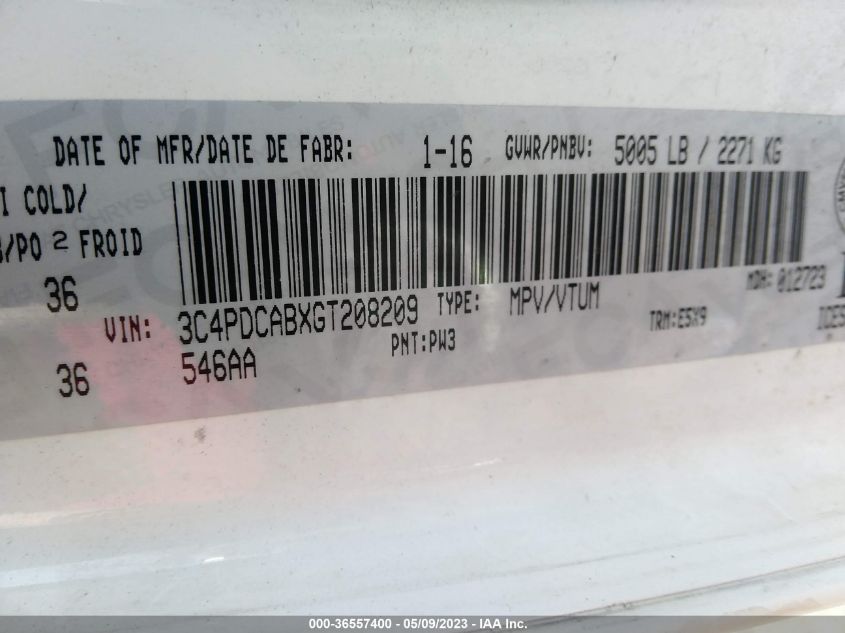 DATE OF MFR/DATE DE FABR: 1-16 GVWR/PNBV: 5005 LB / 2271 KG
I COLD/
/PO 2 FROID
36
MDH: 012723
VIN: 3C4PDCABXGT208209 TYPE: MPV/VTUM
PNT:PW3 TRM:E5X9
36 546AA
000-36557400 - 05/09/2023 - IAA Inc.